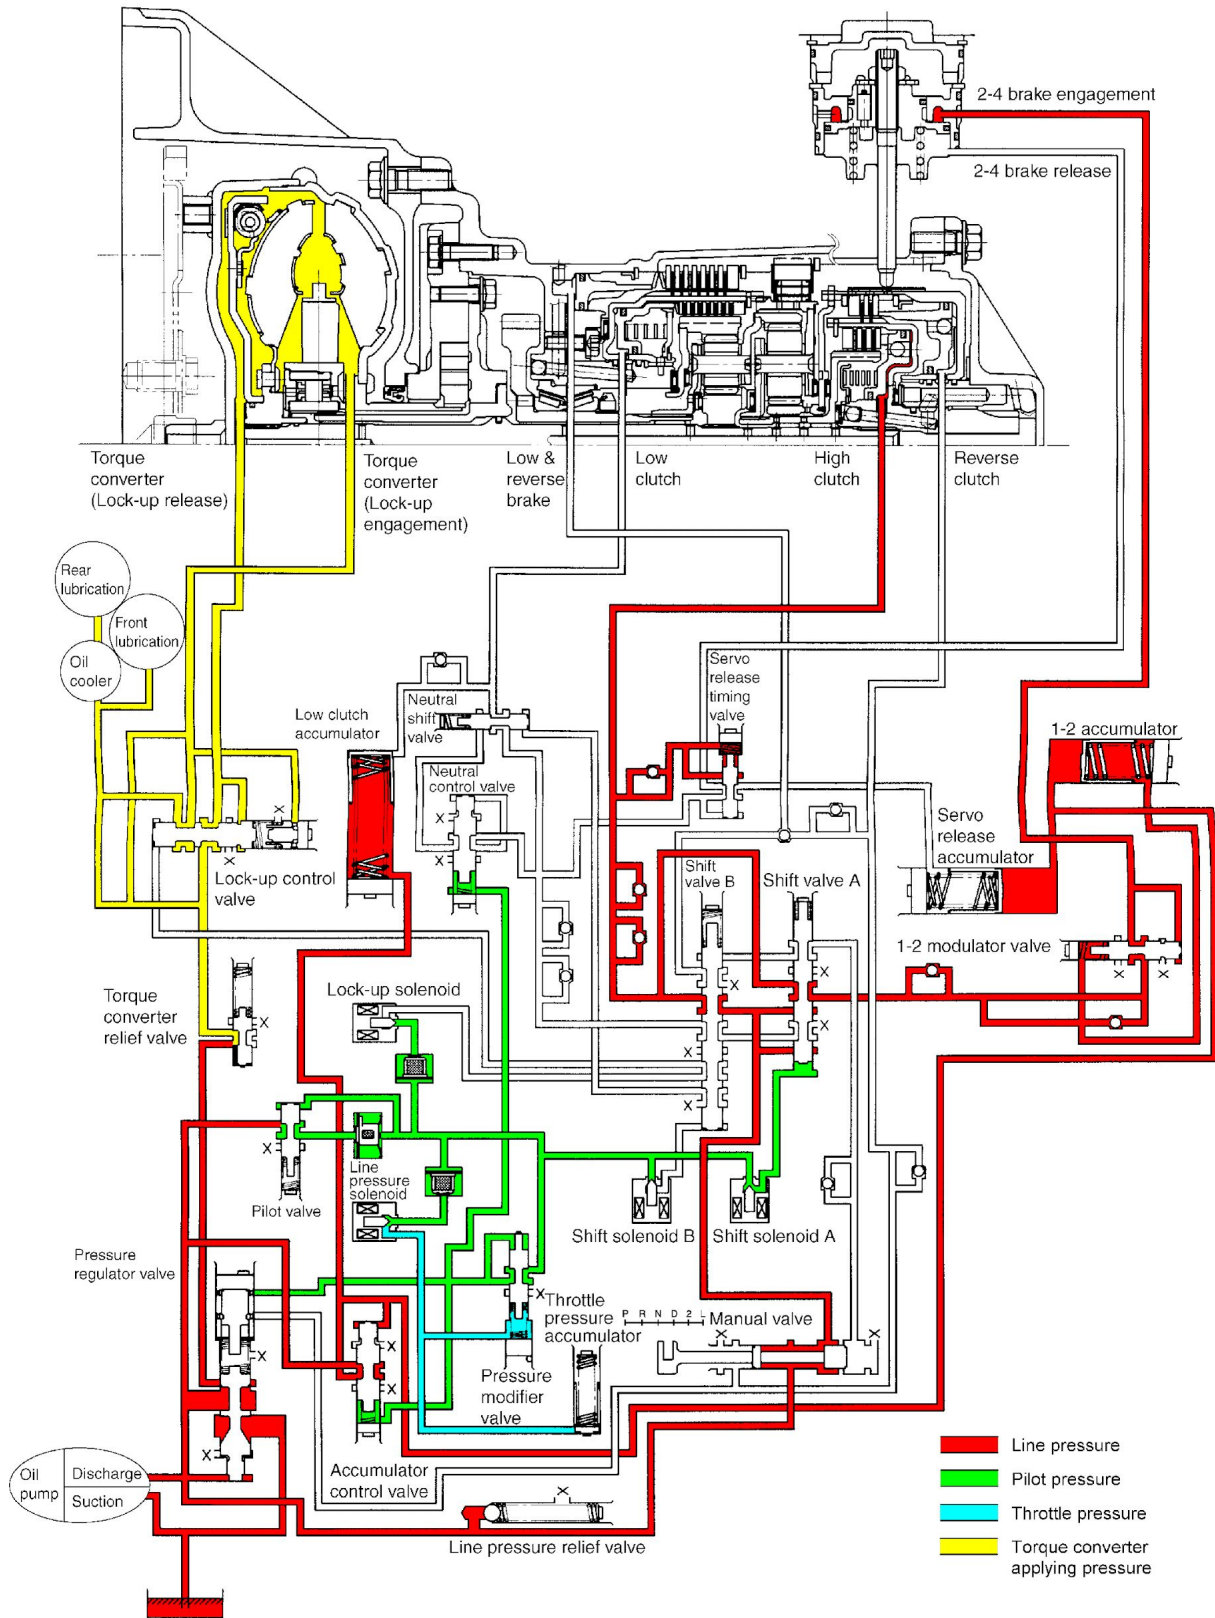 2-4 brake engagement
2-4 brake release
Torque
converter
(Lock-up release)
Torque
converter
(Lock-up
engagement)
Low &
reverse
brake
Low
clutch
High
clutch
Reverse
clutch
Rear
lubrication
Front
lubrication
Oil
cooler
Low clutch
accumulator
Neutral
shift
valve
Neutral
control valve
Servo
release
timing
valve
1-2 accumulator
Servo
release
accumulator
X
X
Lock-up control
valve
X
X
Shift
valve B
Shift valve A
X
X
X
X
1-2 modulator valve
X
X
Torque
converter
relief valve
X
Lock-up solenoid
X
X
Line
pressure
solenoid
Pilot valve
Shift solenoid B
Shift solenoid A
X
Pressure
regulator valve
X
X
X
X
X
Throttle
pressure
accumulator
P R N D 2 L
Manual valve
X
X
Pressure
modifier
valve
X
Oil
pump
Discharge
Suction
Accumulator
control valve
X
Line pressure relief valve
Line pressure
Pilot pressure
Throttle pressure
Torque converter
applying pressure